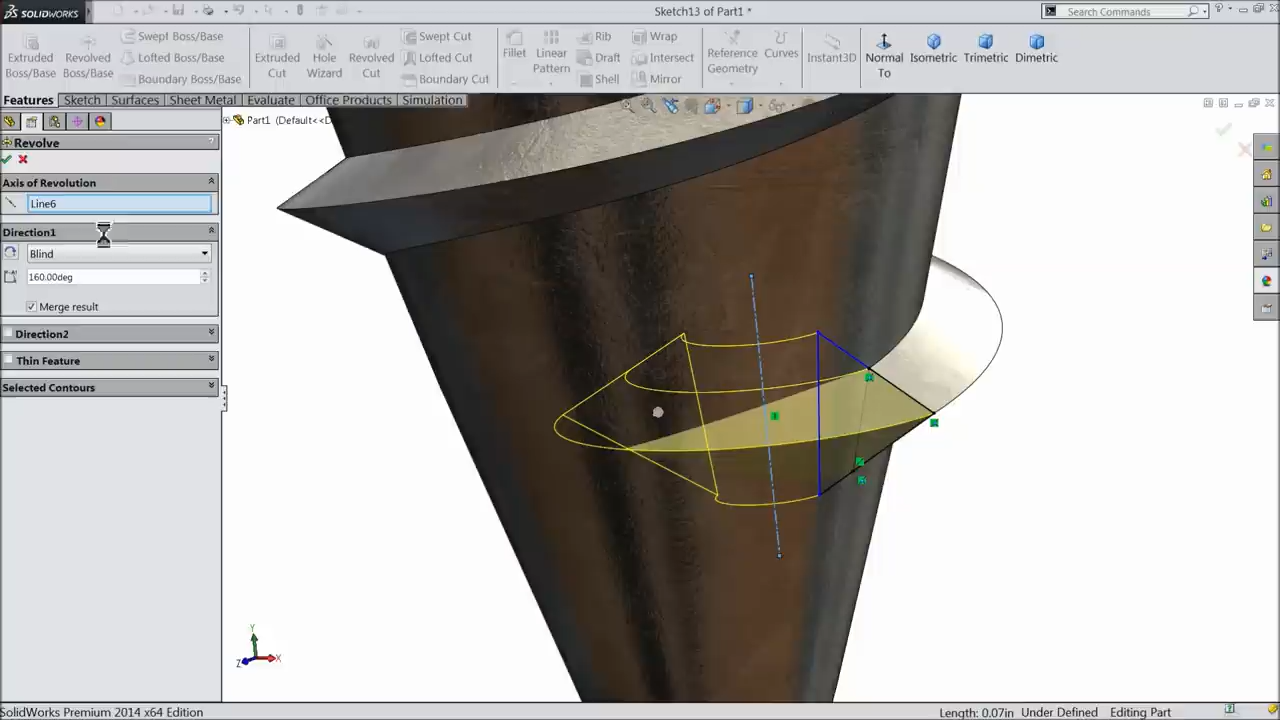 SOLIDWORKS
Sketch13 of Part1 *
Search Commands
Extruded Boss/Base
Revolved Boss/Base
Swept Boss/Base
Lofted Boss/Base
Boundary Boss/Base
Extruded Cut
Hole Wizard
Revolved Cut
Swept Cut
Lofted Cut
Boundary Cut
Fillet
Linear Pattern
Rib
Draft
Shell
Wrap
Intersect
Mirror
Reference Geometry
Curves
Instant3D
Normal To
Isometric
Trimetric
Dimetric
Features
Sketch
Surfaces
Sheet Metal
Evaluate
Office Products
Simulation
Part1 (Default<<D
Revolve
?
Axis of Revolution
Line6
Direction1
Blind
160.00deg
Merge result
Direction2
Thin Feature
Selected Contours
Y
Z
X
SolidWorks Premium 2014 x64 Edition
Length: 0.07in
Under Defined
Editing Part